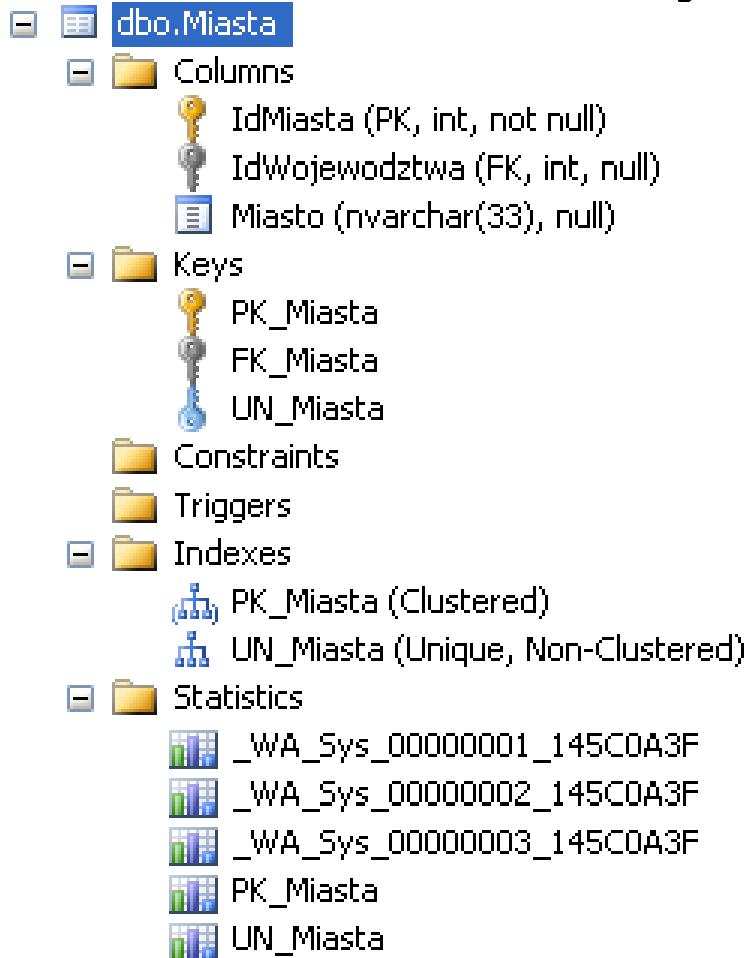 dbo.Miasta
Columns
IdMiasta (PK, int, not null)
IdWojewodztwa (FK, int, null)
Miasto (nvarchar(33), null)
Keys
PK_Miasta
FK_Miasta
UN_Miasta
Constraints
Triggers
Indexes
PK_Miasta (Clustered)
UN_Miasta (Unique, Non-Clustered)
Statistics
_WA_Sys_00000001_145C0A3F
_WA_Sys_00000002_145C0A3F
_WA_Sys_00000003_145C0A3F
PK_Miasta
UN_Miasta